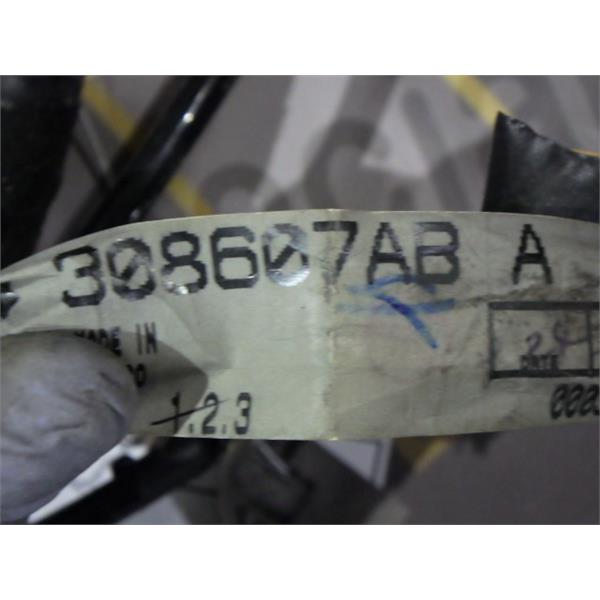 308607AB A
MADE IN
DATE
1.2.3